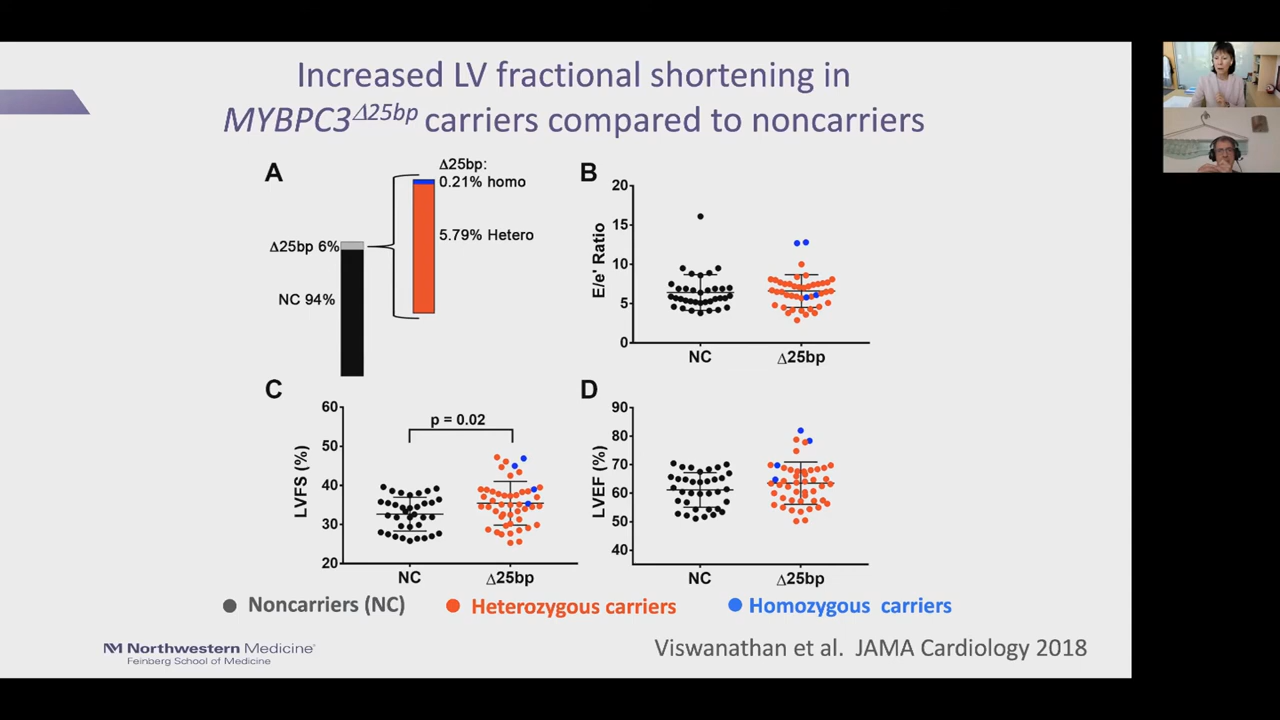 Increased LV fractional shortening in
MYBPC3Δ25bp carriers compared to noncarriers
A
Δ25bp:
0.21% homo
5.79% Hetero
Δ25bp 6%
NC 94%
B
20
15
10
5
0
E/e' Ratio
NC
Δ25bp
C
60
50
40
30
20
LVFS (%)
p = 0.02
NC
Δ25bp
D
90
80
70
60
50
40
LVEF (%)
NC
Δ25bp
Noncarriers (NC)
Heterozygous carriers
Homozygous carriers
Northwestern Medicine®
Feinberg School of Medicine
Viswanathan et al. JAMA Cardiology 2018